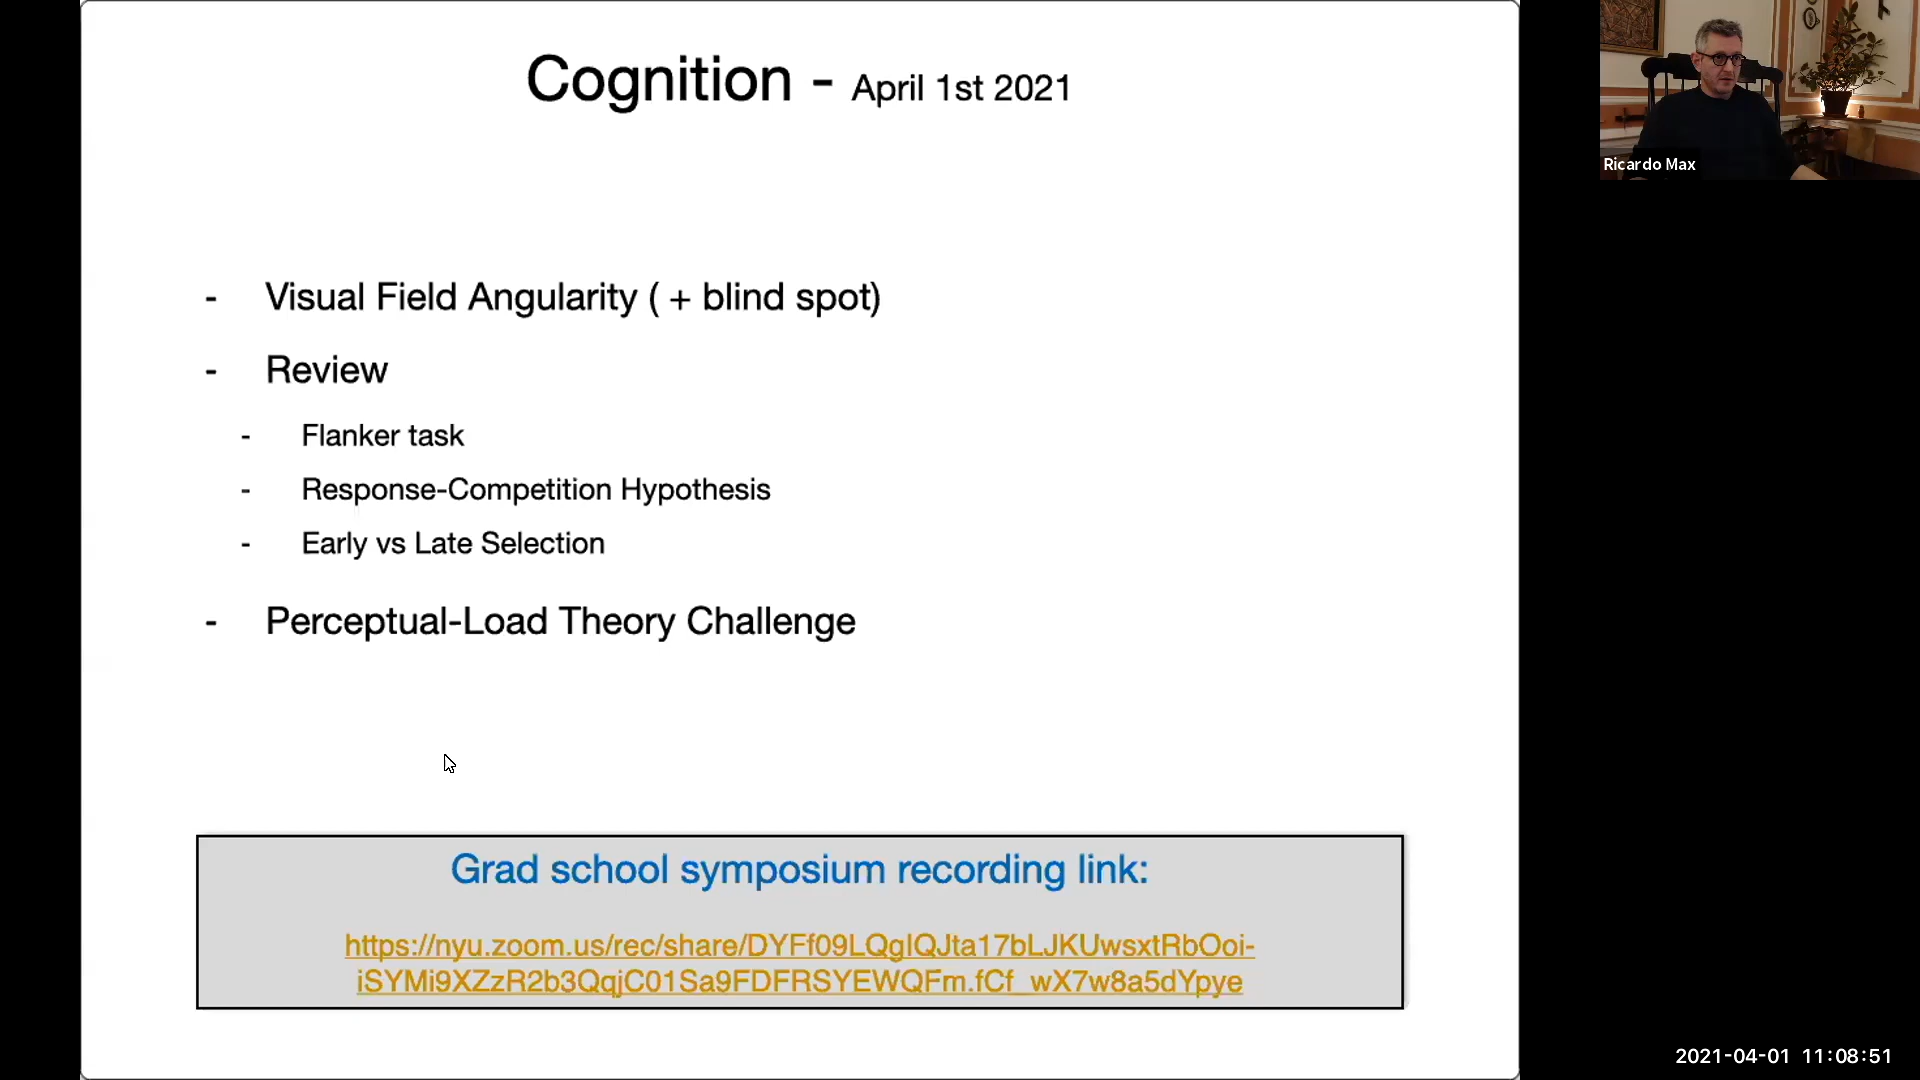 Cognition - April 1st 2021
- Visual Field Angularity ( + blind spot)
- Review
- Flanker task
- Response-Competition Hypothesis
- Early vs Late Selection
- Perceptual-Load Theory Challenge
Grad school symposium recording link:
https://nyu.zoom.us/rec/share/DYFf09LQgIQJta17bLJKUwsxtRbOoi-
iSYMi9XZzR2b3QqjC01Sa9FDFRSYEWQFm.fCf_wX7w8a5dYpye
Ricardo Max
2021-04-01 11:08:51